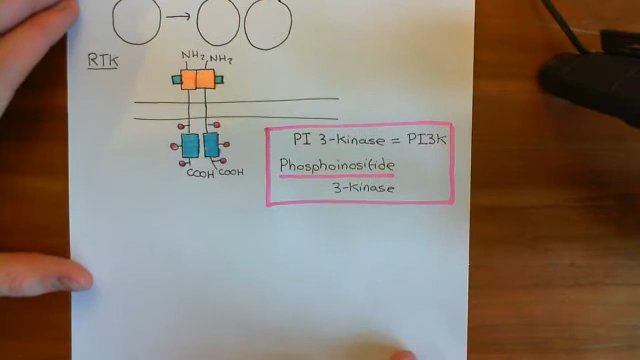 RTK
NH₂ NH₂
PI 3-kinase = PI3K
Phosphoinositide
3-kinase
COOH COOH